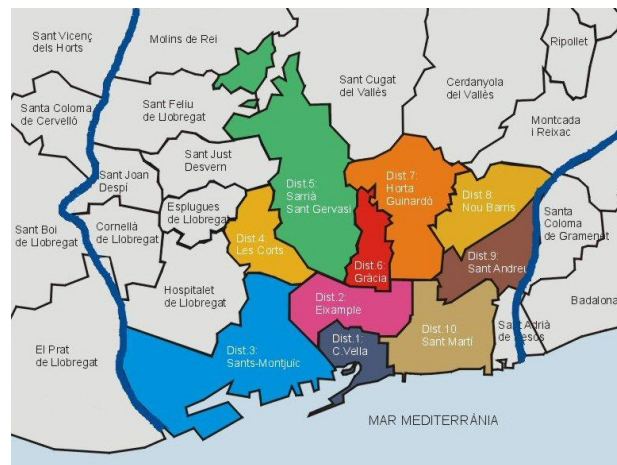 Sant Vicenç
dels Horts
Molins de Rei
Ripollet
Sant Cugat
del Vallès
Cerdanyola
del Vallès
Santa Coloma
de Cervelló
Sant Feliu
de Llobregat
Montcada
i Reixac
Sant Just
Desvern
Sant Joan
Despí
Dist.5:
Sarrià
Sant Gervasi
Dist.7:
Horta
Guinardó
Dist.8:
Nou Barris
Esplugues
de Llobregat
Santa
Coloma
de Gramenet
Sant Boi
de Llobregat
Cornellà
de Llobregat
Dist.4:
Les Corts
Dist.6:
Gràcia
Dist.9:
Sant Andreu
Hospitalet
de Llobregat
Dist.2:
Eixample
Badalona
El Prat
de Llobregat
Dist.3:
Sants-Montjuïc
Dist.1:
C.Vella
Dist.10
Sant Martí
Sant Adrià
de Besós
MAR MEDITERRÀNIA